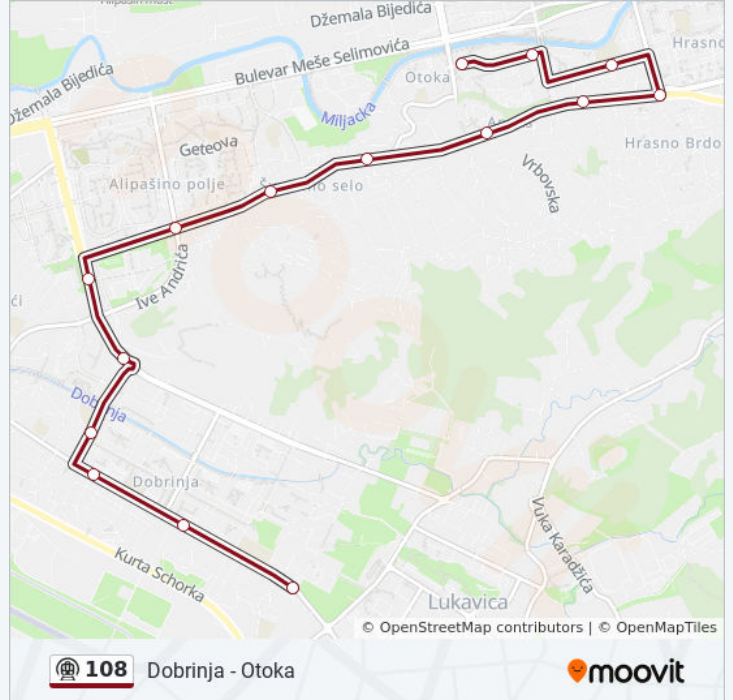 Džemala Bijedića
Bulevar Meše Selimovića
Hrasno
Džemala Bijedića
Otoka
Miljacka
Geteova
Hrasno Brdo
Alipašino polje
selo
Vrbovska
Ive Andrića
Dobrinja
Dobrinja
Kurta Schorka
Vuka Karadžića
Lukavica
© OpenStreetMap contributors | © OpenMapTiles
108 Dobrinja - Otoka
moovit